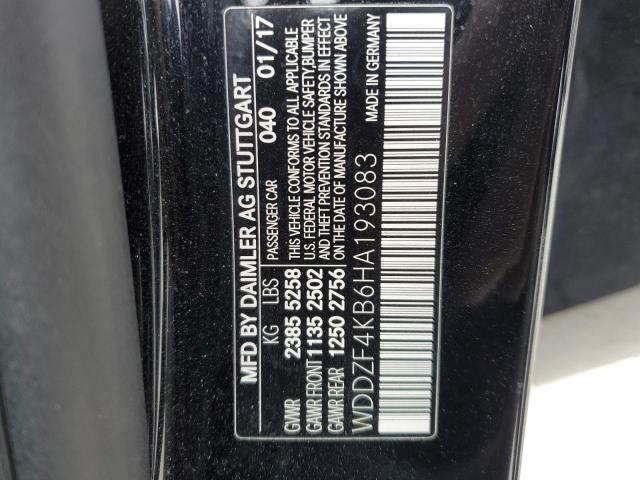 MFD BY DAIMLER AG STUTTGART
KG LBS PASSENGER CAR 040 01/17
GVWR 2385 5258 THIS VEHICLE CONFORMS TO ALL APPLICABLE
GAWR FRONT 1135 2502 U.S. FEDERAL MOTOR VEHICLE SAFETY,BUMPER
AND THEFT PREVENTION STANDARDS IN EFFECT
GAWR REAR 1250 2756 ON THE DATE OF MANUFACTURE SHOWN ABOVE
WDDZF4KB6HA193083 MADE IN GERMANY